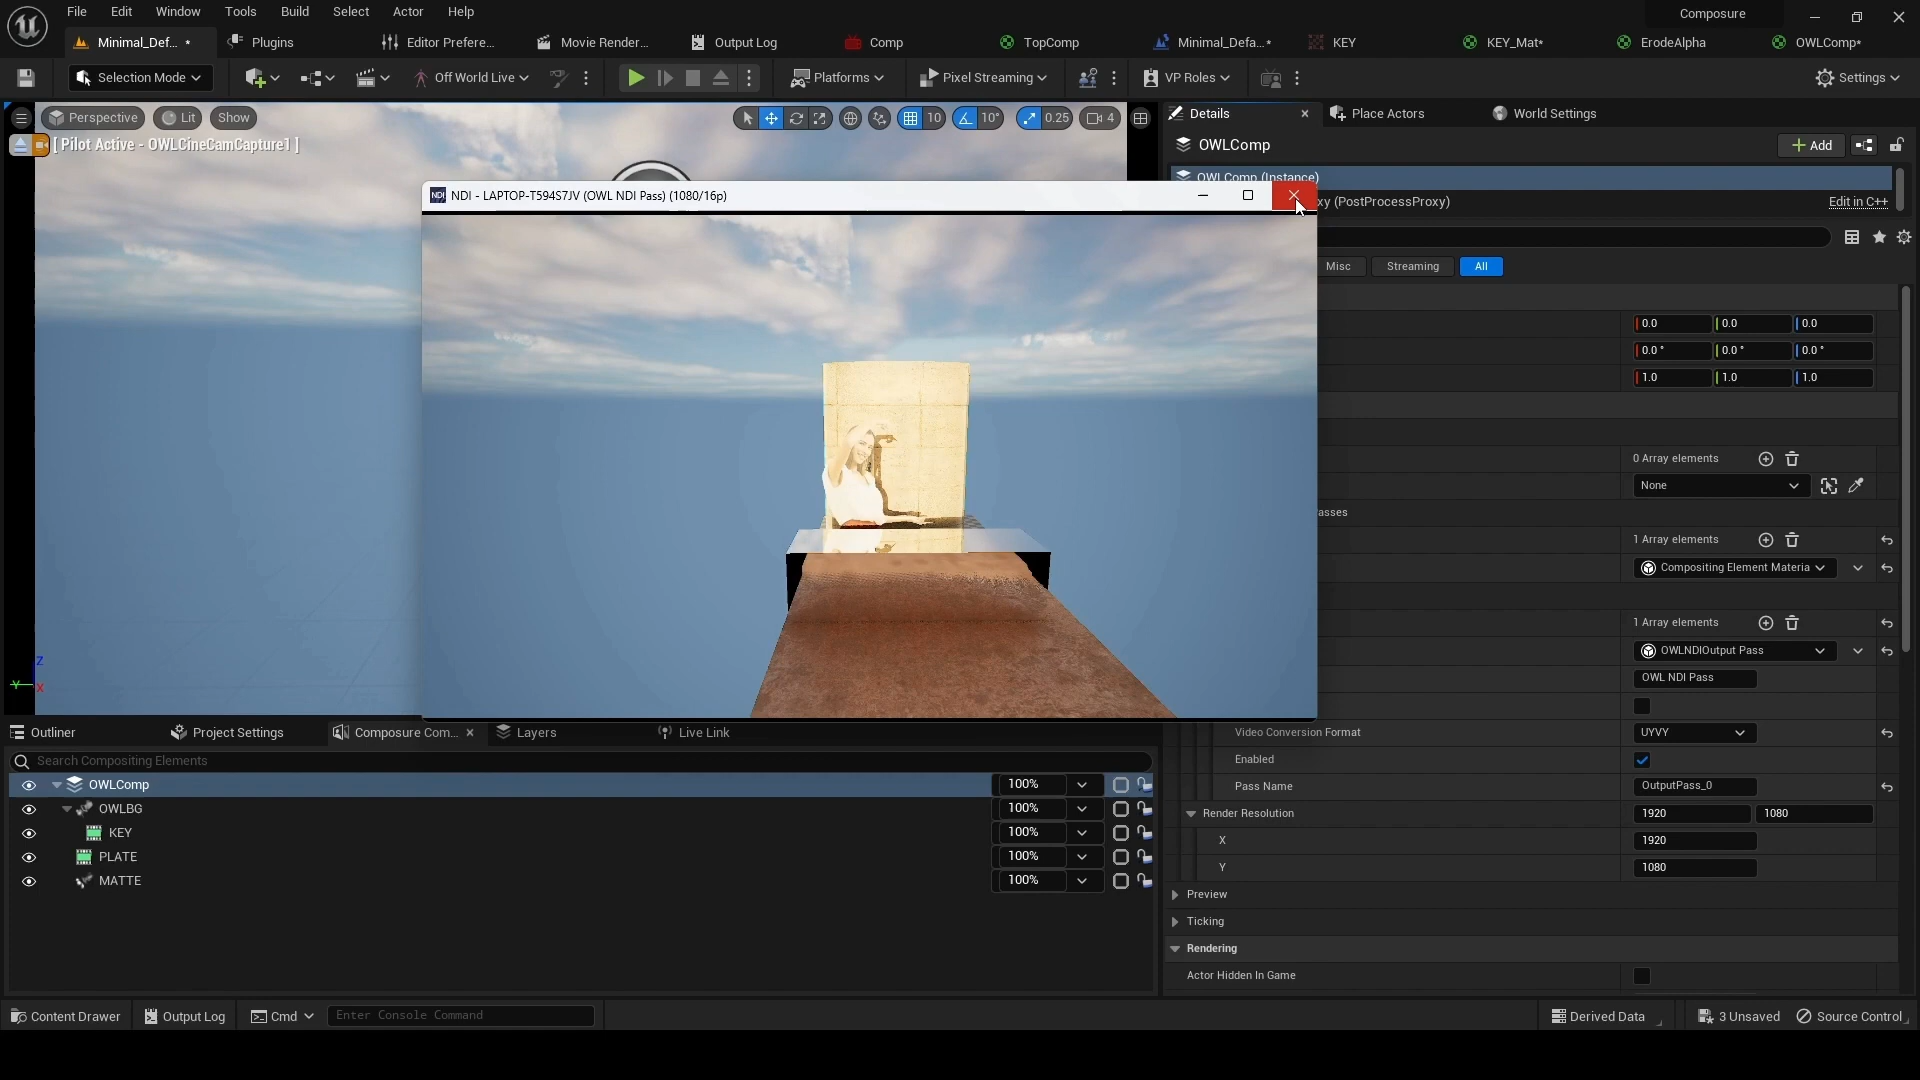 File Edit Window Tools Build Select Actor Help
Composure
Minimal_Def... •
Plugins
Editor Prefere...
Movie Render...
Output Log
Comp
TopComp
Minimal_Defa...*
KEY
KEY_Mat*
ErodeAlpha
OWLComp*
Selection Mode
Off World Live
Platforms
Pixel Streaming
VP Roles
Settings
Perspective
Lit
Show
10
10°
0.25
4
[ Pilot Active - OWLCineCamCapture1 ]
Details
Place Actors
World Settings
OWLComp
Add
OWLComp (Instance)
xy (PostProcessProxy)
Edit in C++
NDI - LAPTOP-T594S7JV (OWL NDI Pass) (1080/16p)
Misc
Streaming
All
0.0 0.0 0.0
0.0 ° 0.0 ° 0.0 °
1.0 1.0 1.0
0 Array elements
None
asses
1 Array elements
Compositing Element Materia
1 Array elements
OWLNDIOutput Pass
OWL NDI Pass
Video Conversion Format
UYVY
Enabled
Pass Name
OutputPass_0
Render Resolution
1920 1080
X
1920
Y
1080
Preview
Ticking
Rendering
Actor Hidden In Game
Z
Y
X
Outliner
Project Settings
Composure Com...
Layers
Live Link
Search Compositing Elements
OWLComp
100%
OWLBG
100%
KEY
100%
PLATE
100%
MATTE
100%
Content Drawer
Output Log
Cmd
Enter Console Command
Derived Data
3 Unsaved
Source Control